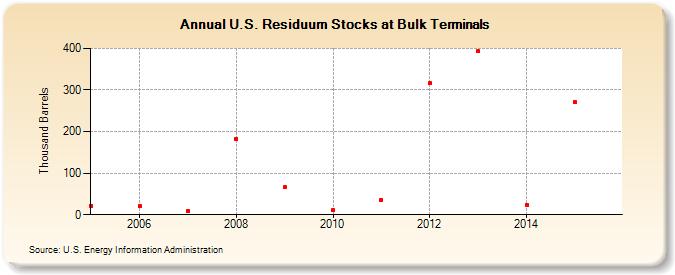 Annual U.S. Residuum Stocks at Bulk Terminals
Thousand Barrels
400
300
200
100
0
2006 2008 2010 2012 2014
Source: U.S. Energy Information Administration